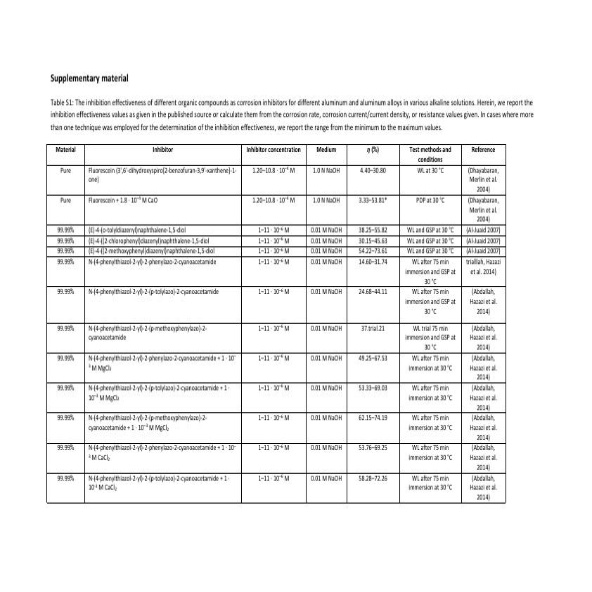 Supplementary material
Table S1: The inhibition effectiveness of different organic compounds as corrosion inhibitors for different aluminum and aluminum alloys in various alkaline solutions. Herein, we report the
inhibition effectiveness values as given in the published source or calculate them from the corrosion rate, corrosion current/current density, or resistance values given. In cases where more
than one technique was employed for the determination of the inhibition effectiveness, we report the range from the minimum to the maximum values.
Material Inhibitor Inhibitor concentration Medium η (%) Test methods and conditions Reference
Pure Fluorescein (3′,6′-dihydroxyspiro[2-benzofuran-3,9′-xanthene]-1-one) 1.20–10.8 · 10⁻⁴ M 1.0 M NaOH 4.40–30.80 WL at 30 °C (Dhayabaran, Merlin et al. 2004)
Pure Fluorescein + 1.8 · 10⁻⁵ M CaO 1.20–10.8 · 10⁻⁴ M 1.0 M NaOH 3.33–53.81* PDP at 30 °C (Dhayabaran, Merlin et al. 2004)
99.99% (E)-4-(o-tolyldiazenyl)naphthalene-1,5-diol 1–11 · 10⁻⁶ M 0.01 M NaOH 38.25–55.82 WL and GSP at 30 °C (Al-Juaid 2007)
99.99% (E)-4-((2-chlorophenyl)diazenyl)naphthalene-1,5-diol 1–11 · 10⁻⁶ M 0.01 M NaOH 30.15–45.63 WL and GSP at 30 °C (Al-Juaid 2007)
99.99% (E)-4-((2-methoxyphenyl)diazenyl)naphthalene-1,5-diol 1–11 · 10⁻⁶ M 0.01 M NaOH 54.22–73.61 WL and GSP at 30 °C (Al-Juaid 2007)
99.99% N-(4-phenylthiazol-2-yl)-2-phenylazo-2-cyanoacetamide 1–11 · 10⁻⁶ M 0.01 M NaOH 14.60–31.74 WL after 75 min immersion and GSP at 30 °C Hazazi et al. 2014)
99.99% N-(4-phenylthiazol-2-yl)-2-(p-tolylazo)-2-cyanoacetamide 1–11 · 10⁻⁶ M 0.01 M NaOH 24.68–44.11 WL after 75 min immersion and GSP at 30 °C (Abdallah, Hazazi et al. 2014)
99.99% N-(4-phenylthiazol-2-yl)-2-(p-methoxyphenylazo)-2-cyanoacetamide 1–11 · 10⁻⁶ M 0.01 M NaOH 37.trial.21 WL trial 75 min immersion and GSP at 30 °C (Abdallah, Hazazi et al. 2014)
99.99% N-(4-phenylthiazol-2-yl)-2-phenylazo-2-cyanoacetamide + 1 · 10⁻³ M MgCl₂ 1–11 · 10⁻⁶ M 0.01 M NaOH 49.25–67.53 WL after 75 min immersion at 30 °C (Abdallah, Hazazi et al. 2014)
99.99% N-(4-phenylthiazol-2-yl)-2-(p-tolylazo)-2-cyanoacetamide + 1 · 10⁻³ M MgCl₂ 1–11 · 10⁻⁶ M 0.01 M NaOH 53.33–69.03 WL after 75 min immersion at 30 °C (Abdallah, Hazazi et al. 2014)
99.99% N-(4-phenylthiazol-2-yl)-2-(p-methoxyphenylazo)-2-cyanoacetamide + 1 · 10⁻³ M MgCl₂ 1–11 · 10⁻⁶ M 0.01 M NaOH 62.15–74.19 WL after 75 min immersion at 30 °C (Abdallah, Hazazi et al. 2014)
99.99% N-(4-phenylthiazol-2-yl)-2-phenylazo-2-cyanoacetamide + 1 · 10⁻³ M CaCl₂ 1–11 · 10⁻⁶ M 0.01 M NaOH 53.76–69.25 WL after 75 min immersion at 30 °C (Abdallah, Hazazi et al. 2014)
99.99% N-(4-phenylthiazol-2-yl)-2-(p-tolylazo)-2-cyanoacetamide + 1 · 10⁻³ M CaCl₂ 1–11 · 10⁻⁶ M 0.01 M NaOH 58.28–72.26 WL after 75 min immersion at 30 °C (Abdallah, Hazazi et al. 2014)